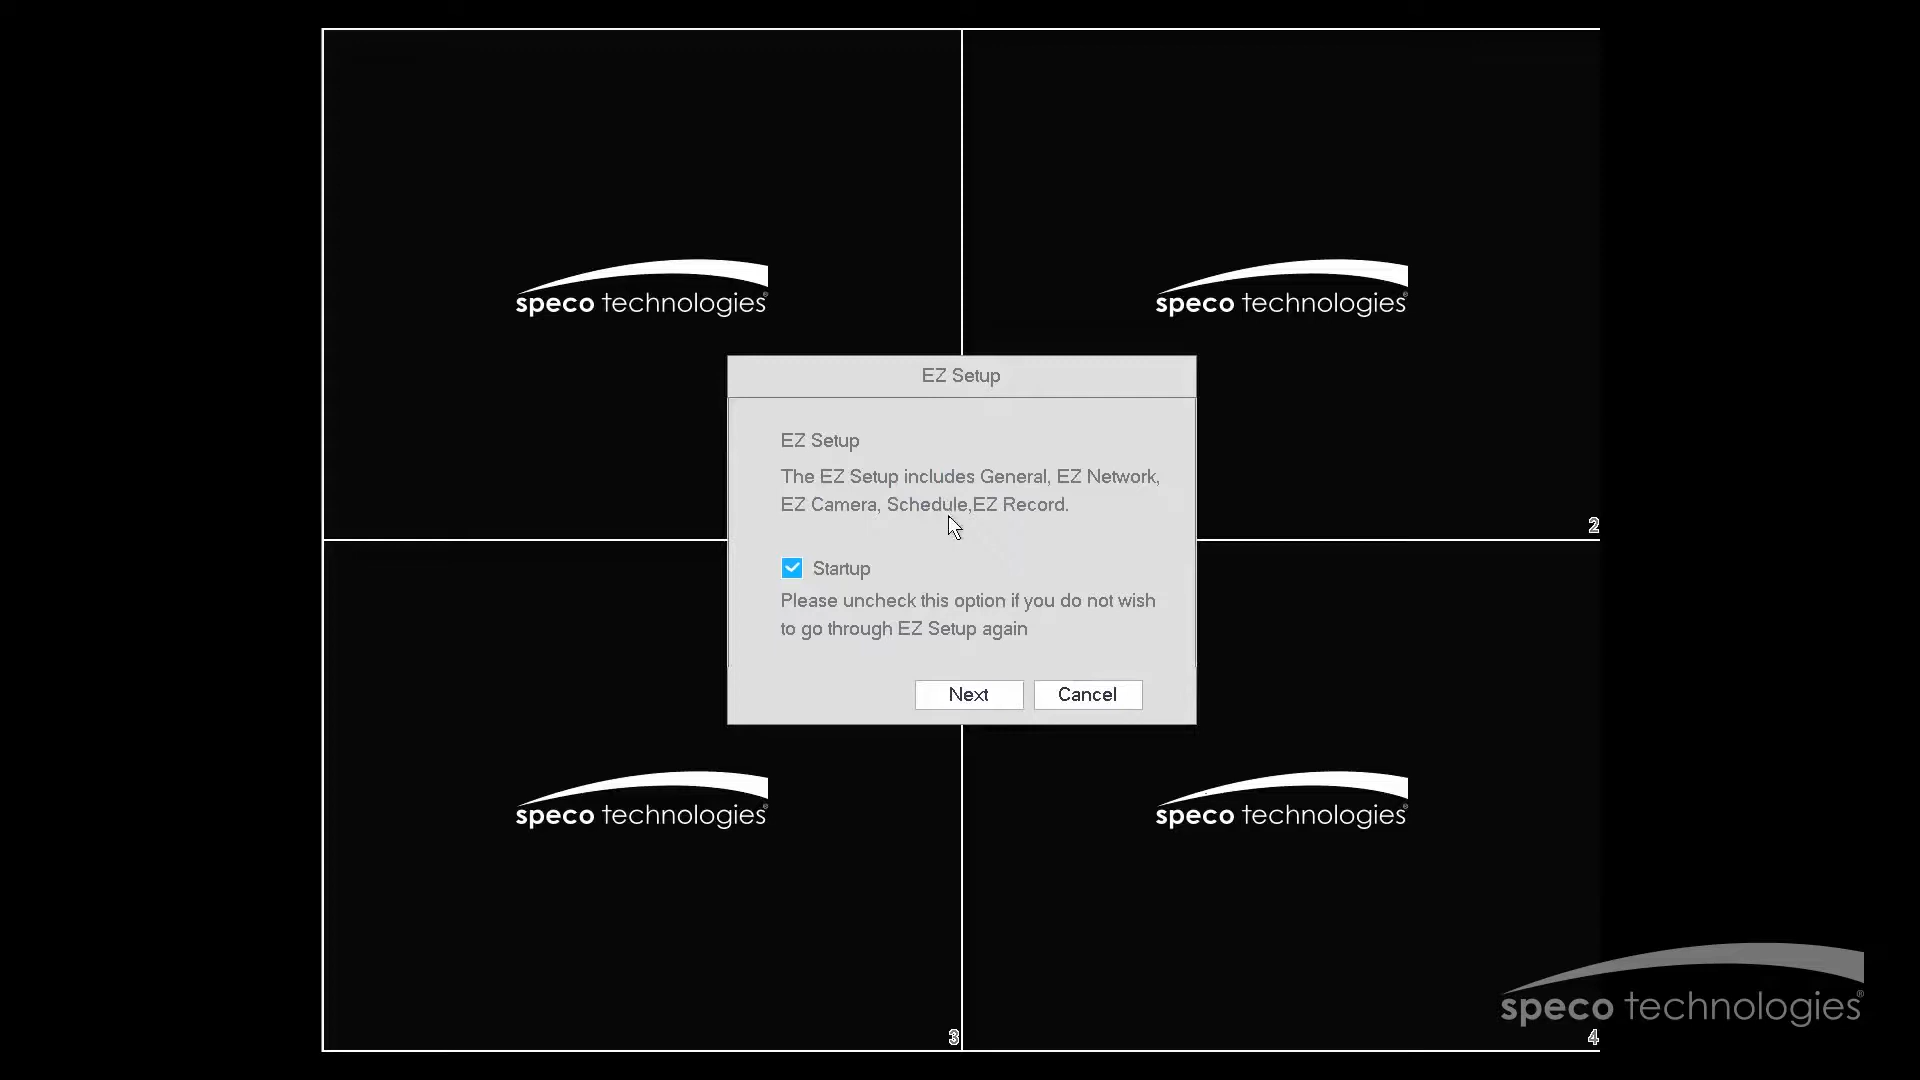 speco technologies®
speco technologies®
EZ Setup
EZ Setup
The EZ Setup includes General, EZ Network,
EZ Camera, Schedule,EZ Record.
2
Startup
Please uncheck this option if you do not wish
to go through EZ Setup again
Next
Cancel
speco technologies®
speco technologies®
speco technologies®
3
4